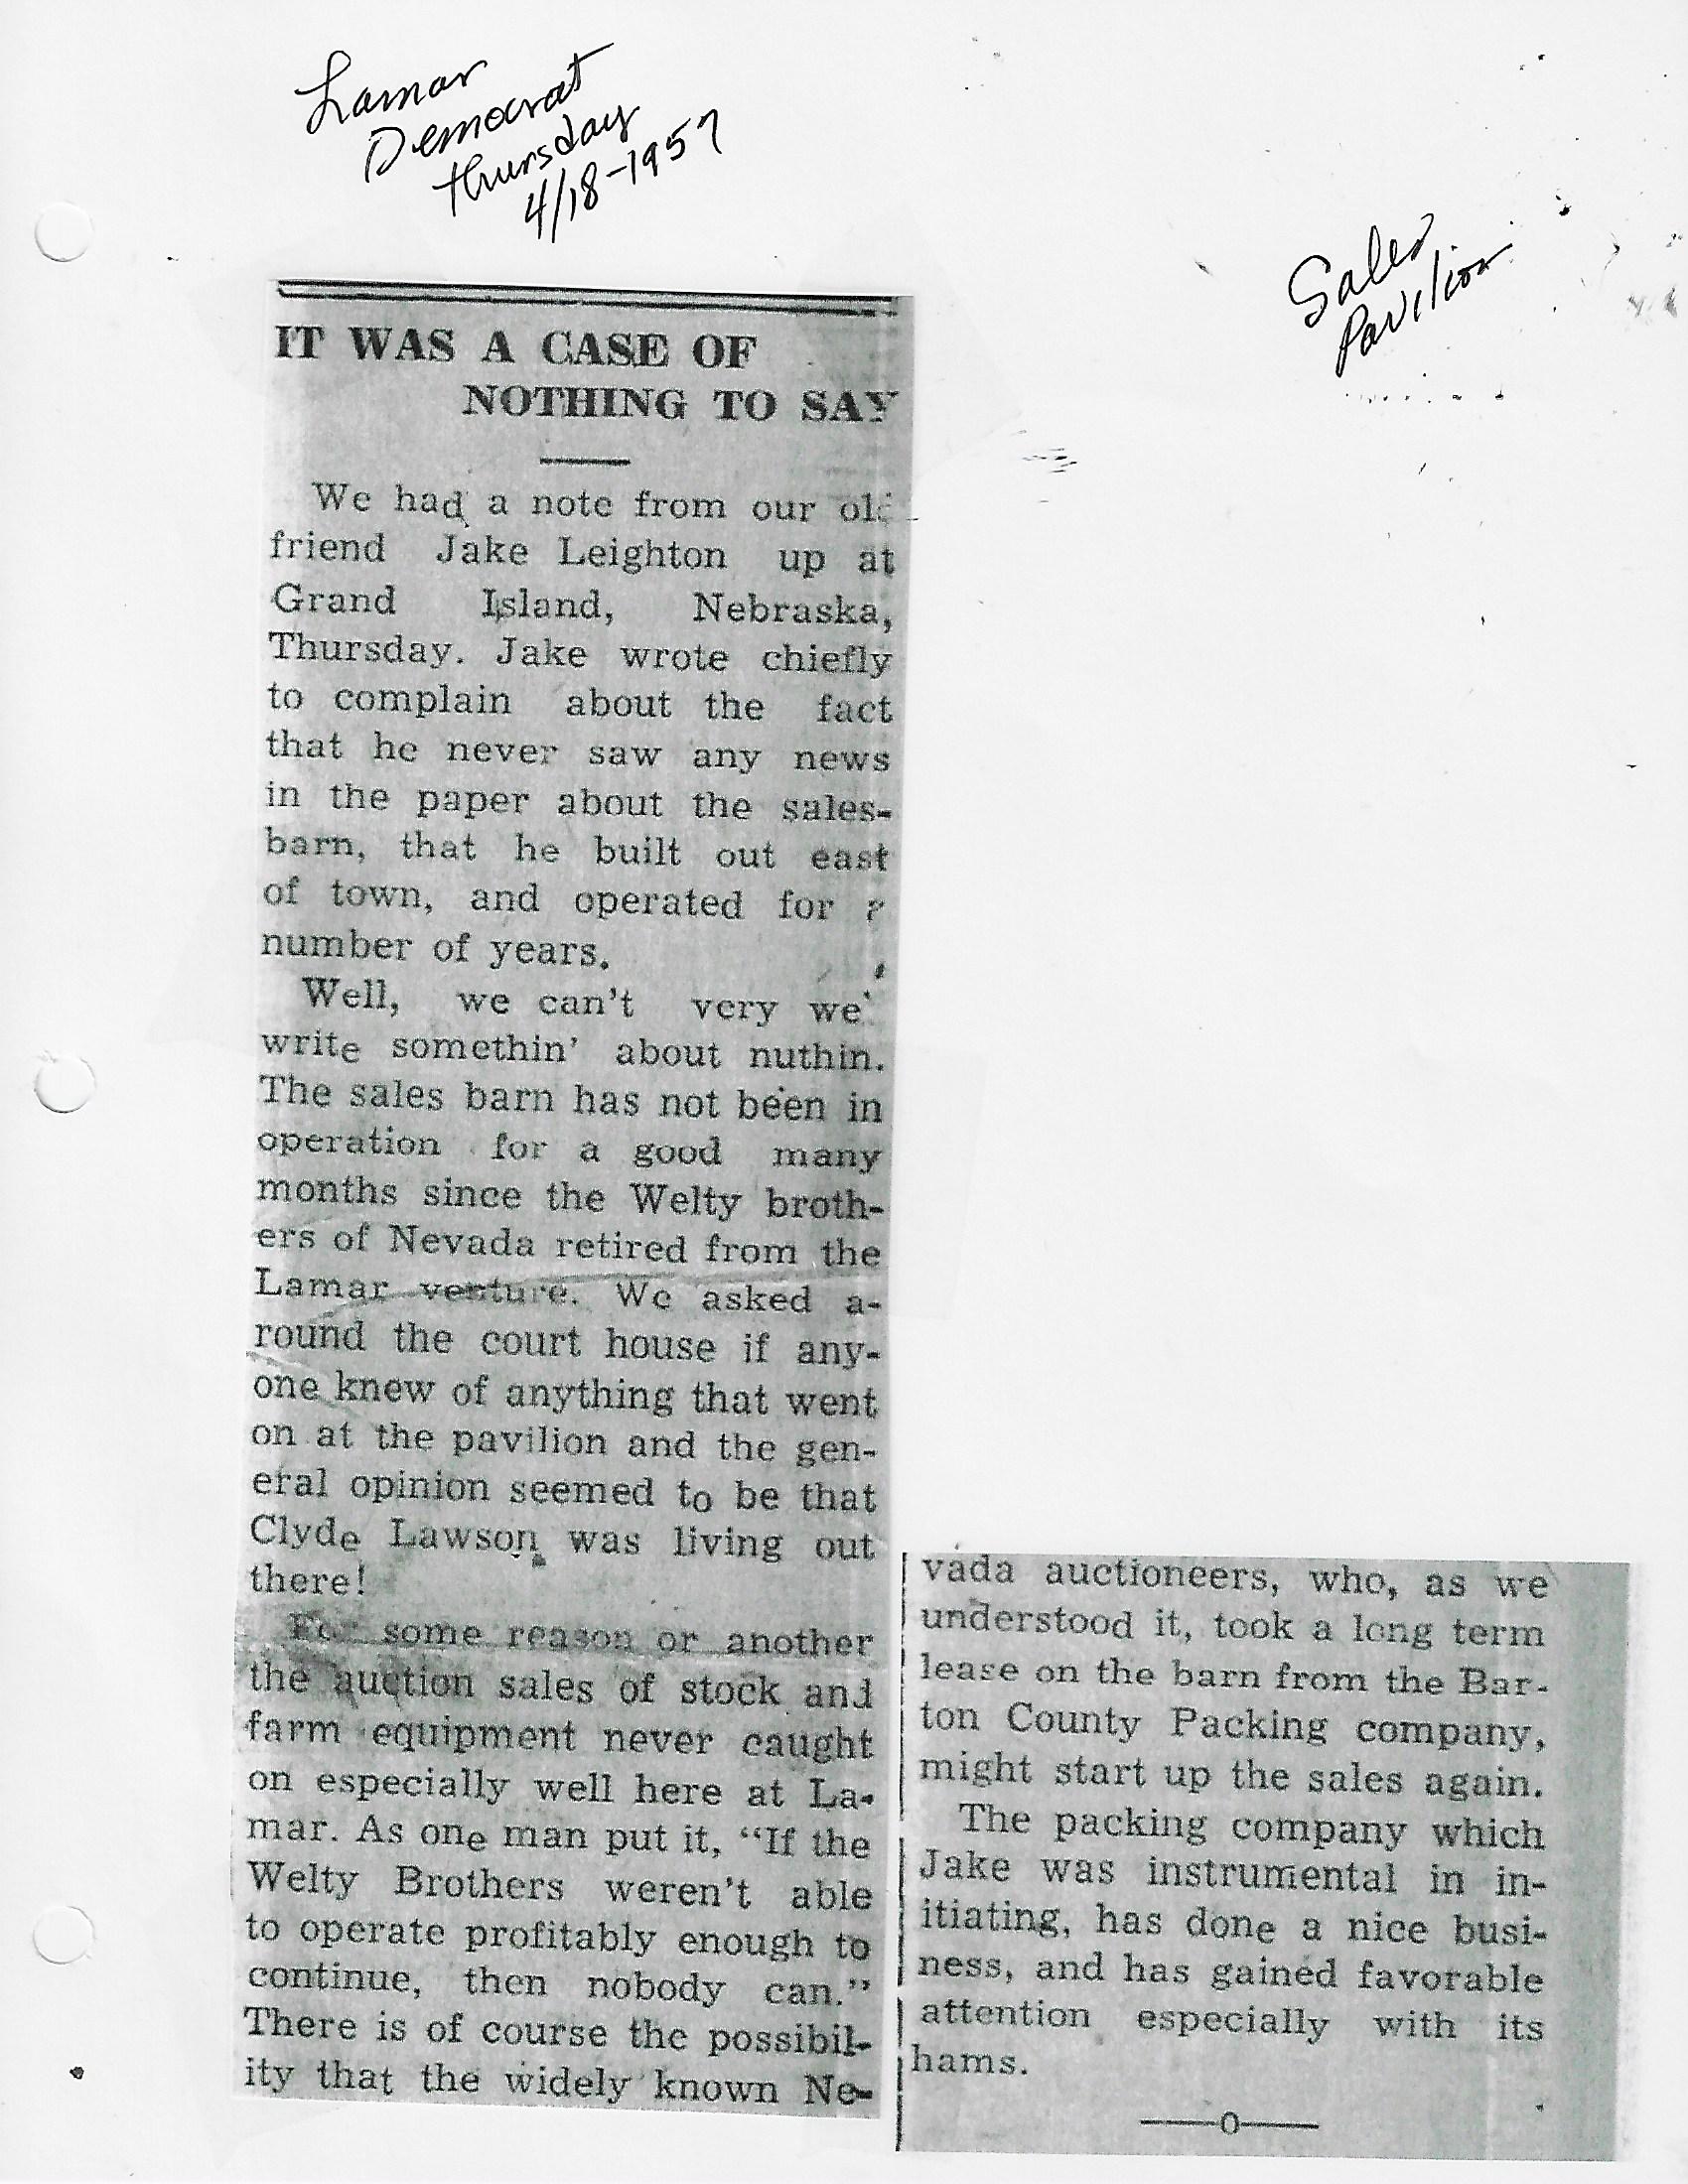 Lamar
Democrat
Thursday
4/18-1957
Sales
Pavilion
IT WAS A CASE OF
NOTHING TO SAY
We had a note from our old
friend Jake Leighton up at
Grand Island, Nebraska,
Thursday. Jake wrote chiefly
to complain about the fact
that he never saw any news
in the paper about the sales-
barn, that he built out east
of town, and operated for a
number of years.
Well, we can't very we
write somethin' about nuthin.
The sales barn has not been in
operation for a good many
months since the Welty broth-
ers of Nevada retired from the
Lamar venture. We asked a-
round the court house if any-
one knew of anything that went
on at the pavilion and the gen-
eral opinion seemed to be that
Clyde Lawson was living out
there!
For some reason or another
the auction sales of stock and
farm equipment never caught
on especially well here at La-
mar. As one man put it, "If the
Welty Brothers weren't able
to operate profitably enough to
continue, then nobody can."
There is of course the possibil-
ity that the widely known Ne-
vada auctioneers, who, as we
understood it, took a long term
lease on the barn from the Bar-
ton County Packing company,
might start up the sales again.
The packing company which
Jake was instrumental in in-
itiating, has done a nice busi-
ness, and has gained favorable
attention especially with its
hams.
——o——